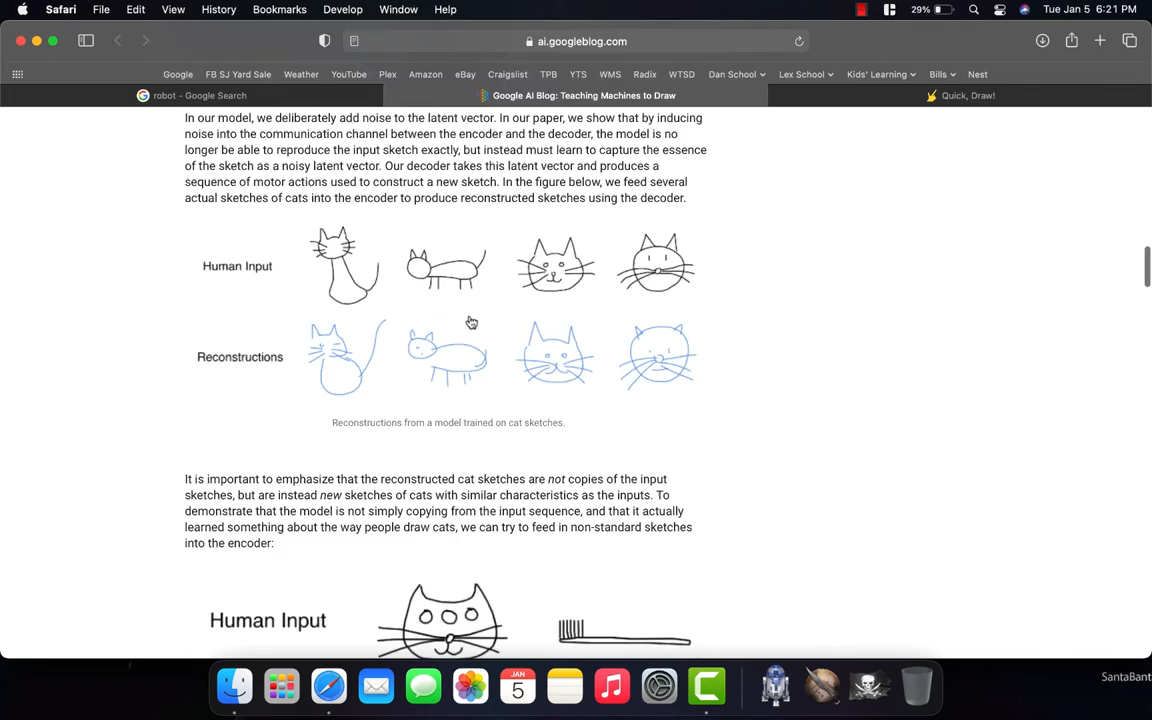 Safari File Edit View History Bookmarks Develop Window Help 29% Tue Jan 5 6:21 PM
ai.googleblog.com
Google FB SJ Yard Sale Weather YouTube Plex Amazon eBay Craigslist TPB YTS WMS Radix WTSD Dan School Lex School Kids' Learning Bills Nest
robot - Google Search Google AI Blog: Teaching Machines to Draw Quick, Draw!
In our model, we deliberately add noise to the latent vector. In our paper, we show that by inducing
noise into the communication channel between the encoder and the decoder, the model is no
longer be able to reproduce the input sketch exactly, but instead must learn to capture the essence
of the sketch as a noisy latent vector. Our decoder takes this latent vector and produces a
sequence of motor actions used to construct a new sketch. In the figure below, we feed several
actual sketches of cats into the encoder to produce reconstructed sketches using the decoder.
Human Input
Reconstructions
Reconstructions from a model trained on cat sketches.
It is important to emphasize that the reconstructed cat sketches are not copies of the input
sketches, but are instead new sketches of cats with similar characteristics as the inputs. To
demonstrate that the model is not simply copying from the input sequence, and that it actually
learned something about the way people draw cats, we can try to feed in non-standard sketches
into the encoder:
Human Input
JAN
5
SantaBant